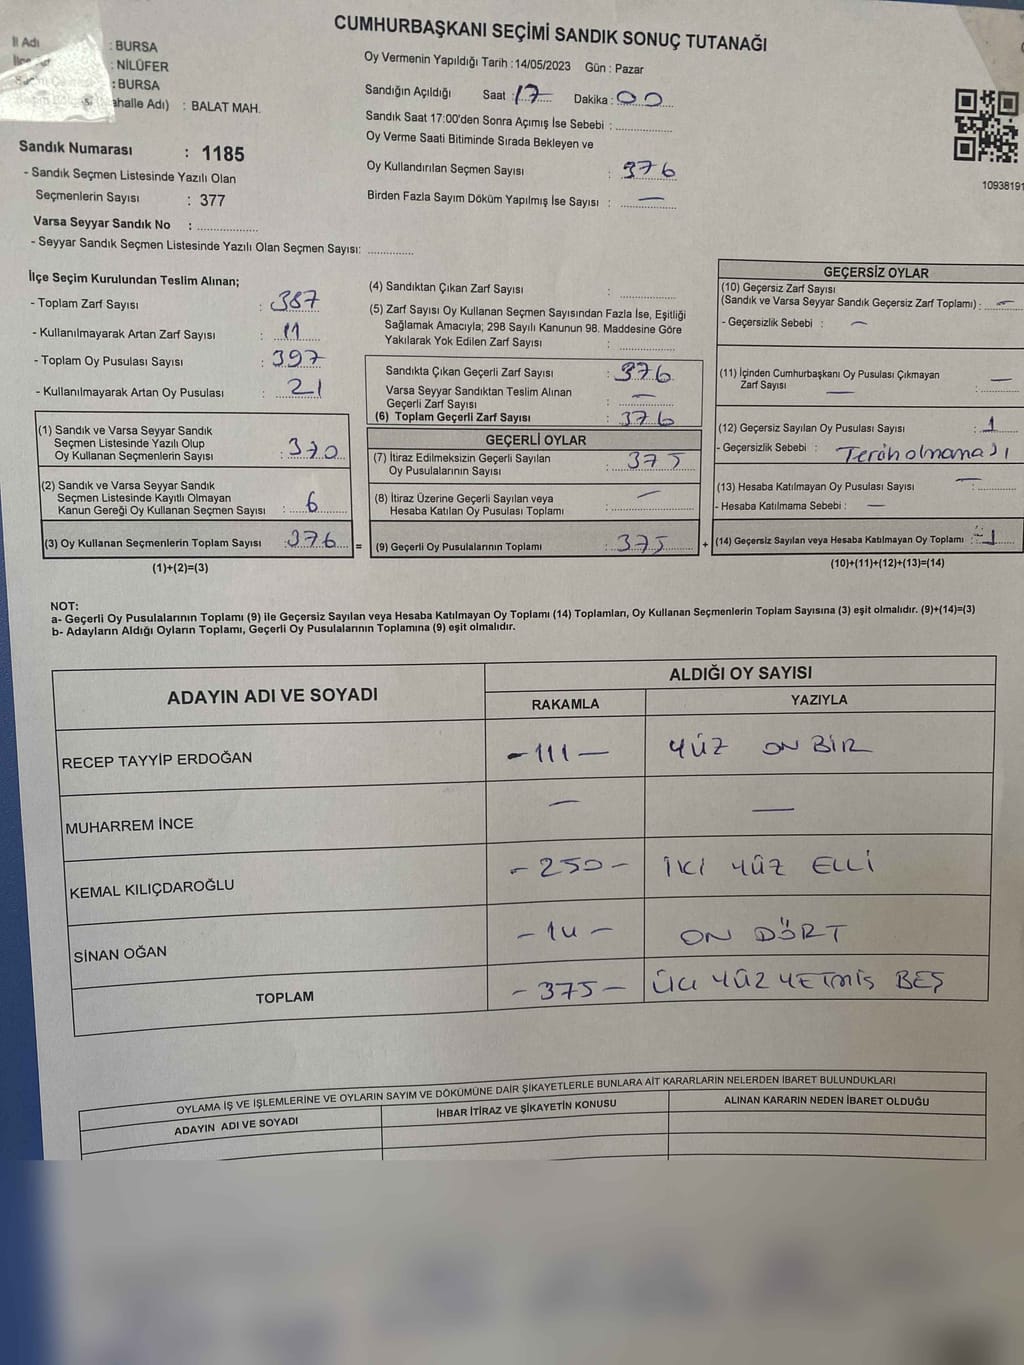 CUMHURBAŞKANI SEÇİMİ SANDIK SONUÇ TUTANAĞI
İl Adı : BURSA
: NİLÜFER
: BURSA
(Mahalle Adı) : BALAT MAH.
Oy Vermenin Yapıldığı Tarih : 14/05/2023 Gün : Pazar
Sandığın Açıldığı Saat : 17 Dakika : 00
Sandık Saat 17:00'den Sonra Açımış İse Sebebi :
Oy Verme Saati Bitiminde Sırada Bekleyen ve
Oy Kullandırılan Seçmen Sayısı : 376
Birden Fazla Sayım Döküm Yapılmış İse Sayısı : —
10938191
Sandık Numarası : 1185
- Sandık Seçmen Listesinde Yazılı Olan
Seçmenlerin Sayısı : 377
Varsa Seyyar Sandık No :
- Seyyar Sandık Seçmen Listesinde Yazılı Olan Seçmen Sayısı:
İlçe Seçim Kurulundan Teslim Alınan;
- Toplam Zarf Sayısı : 387
- Kullanılmayarak Artan Zarf Sayısı : 11
- Toplam Oy Pusulası Sayısı : 397
- Kullanılmayarak Artan Oy Pusulası : 21
(1) Sandık ve Varsa Seyyar Sandık
Seçmen Listesinde Yazılı Olup
Oy Kullanan Seçmenlerin Sayısı : 370
(2) Sandık ve Varsa Seyyar Sandık
Seçmen Listesinde Kayıtlı Olmayan
Kanun Gereği Oy Kullanan Seçmen Sayısı : 6
(3) Oy Kullanan Seçmenlerin Toplam Sayısı : 376 =
(1)+(2)=(3)
(4) Sandıktan Çıkan Zarf Sayısı :
(5) Zarf Sayısı Oy Kullanan Seçmen Sayısından Fazla İse, Eşitliği
Sağlamak Amacıyla; 298 Sayılı Kanunun 98. Maddesine Göre
Yakılarak Yok Edilen Zarf Sayısı :
Sandıkta Çıkan Geçerli Zarf Sayısı : 376
Varsa Seyyar Sandıktan Teslim Alınan
Geçerli Zarf Sayısı : —
(6) Toplam Geçerli Zarf Sayısı : 376
GEÇERLİ OYLAR
(7) İtiraz Edilmeksizin Geçerli Sayılan
Oy Pusulalarının Sayısı : 375
(8) İtiraz Üzerine Geçerli Sayılan veya
Hesaba Katılan Oy Pusulası Toplamı : —
(9) Geçerli Oy Pusulalarının Toplamı : 375 +
GEÇERSİZ OYLAR
(10) Geçersiz Zarf Sayısı
(Sandık ve Varsa Seyyar Sandık Geçersiz Zarf Toplamı) : —
- Geçersizlik Sebebi : —
(11) İçinden Cumhurbaşkanı Oy Pusulası Çıkmayan
Zarf Sayısı : —
(12) Geçersiz Sayılan Oy Pusulası Sayısı : 1
- Geçersizlik Sebebi : Tercih olmaması
(13) Hesaba Katılmayan Oy Pusulası Sayısı : —
- Hesaba Katılmama Sebebi : —
(14) Geçersiz Sayılan veya Hesaba Katılmayan Oy Toplamı : -1
(10)+(11)+(12)+(13)=(14)
NOT:
a- Geçerli Oy Pusulalarının Toplamı (9) ile Geçersiz Sayılan veya Hesaba Katılmayan Oy Toplamı (14) Toplamları, Oy Kullanan Seçmenlerin Toplam Sayısına (3) eşit olmalıdır. (9)+(14)=(3)
b- Adayların Aldığı Oyların Toplamı, Geçerli Oy Pusulalarının Toplamına (9) eşit olmalıdır.
ADAYIN ADI VE SOYADI
ALDIĞI OY SAYISI
RAKAMLA YAZIYLA
RECEP TAYYİP ERDOĞAN -111- YÜZ ON BİR
MUHARREM İNCE — —
KEMAL KILIÇDAROĞLU -250- İKİ YÜZ ELLİ
SİNAN OĞAN -14- ON DÖRT
TOPLAM -375- ÜÇ YÜZ YETMİŞ BEŞ
OYLAMA İŞ VE İŞLEMLERİNE VE OYLARIN SAYIM VE DÖKÜMÜNE DAİR ŞİKAYETLERLE BUNLARA AİT KARARLARIN NELERDEN İBARET BULUNDUKLARI
ADAYIN ADI VE SOYADI İHBAR İTİRAZ VE ŞİKAYETİN KONUSU ALINAN KARARIN NEDEN İBARET OLDUĞU